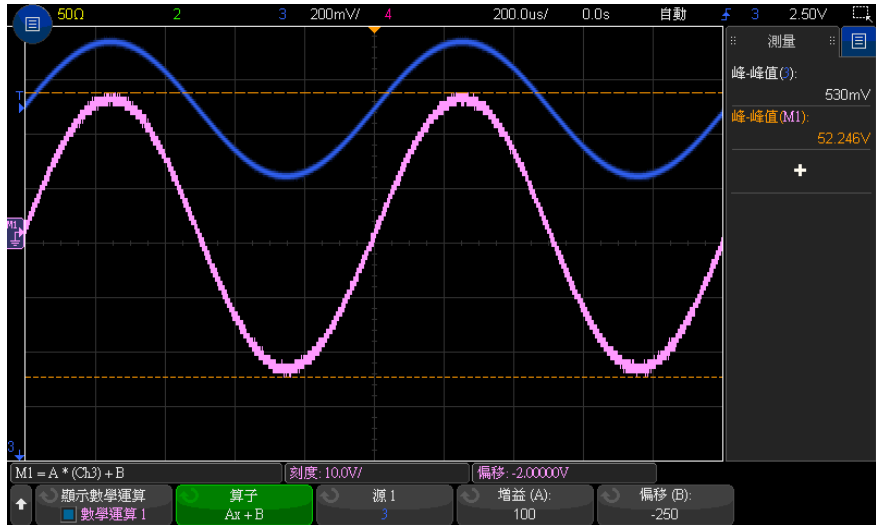 50Ω 2 3 200mV/ 4 200.0us/ 0.0s 自動 3 2.50V
測量
峰-峰值(3):
530mV
峰-峰值(M1):
52.246V
+
T
M1
3
M1 = A * (Ch3) + B 刻度: 10.0V/ 偏移: -2.00000V
顯示數學運算 算子 源 1 增益 (A): 偏移 (B):
數學運算 1 Ax + B 3 100 -250